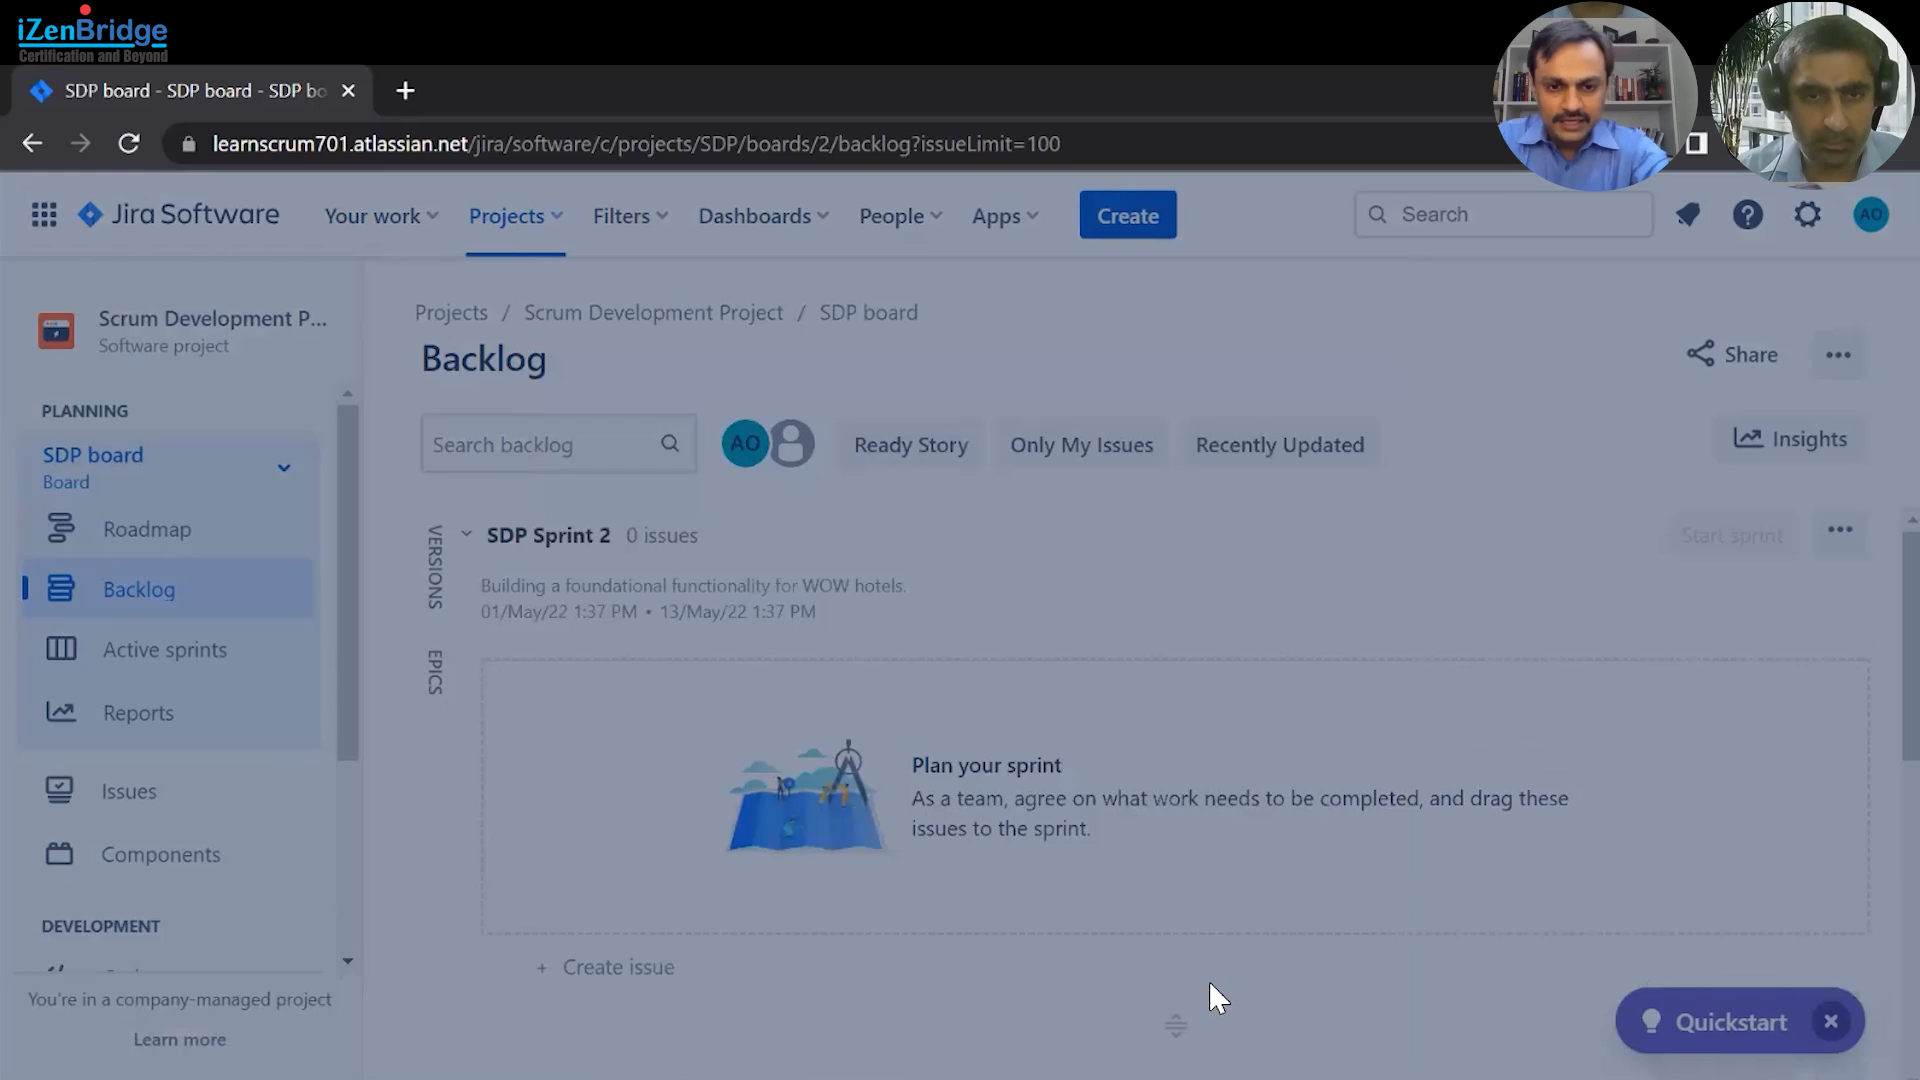 iZenBridge
Certification and Beyond
SDP board - SDP board - SDP bo
learnscrum701.atlassian.net/jira/software/c/projects/SDP/boards/2/backlog?issueLimit=100
Jira Software
Your work
Projects
Filters
Dashboards
People
Apps
Create
Search
AO
Scrum Development P...
Software project
Projects / Scrum Development Project / SDP board
Backlog
Share
PLANNING
SDP board
Board
Roadmap
Backlog
Active sprints
Reports
Issues
Components
DEVELOPMENT
You're in a company-managed project
Learn more
Search backlog
AO
Ready Story
Only My Issues
Recently Updated
Insights
VERSIONS
EPICS
SDP Sprint 2 0 issues
Start sprint
Building a foundational functionality for WOW hotels.
01/May/22 1:37 PM • 13/May/22 1:37 PM
Plan your sprint
As a team, agree on what work needs to be completed, and drag these
issues to the sprint.
+ Create issue
Quickstart